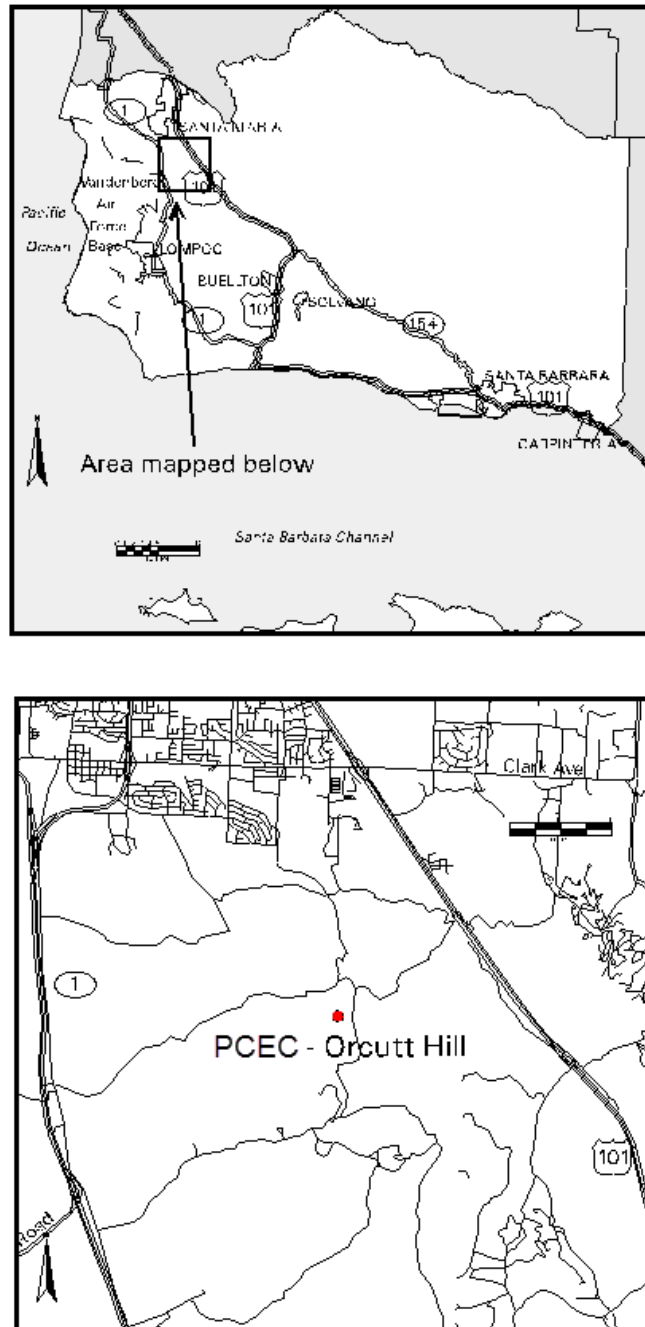 1
SANTA MARIA
Vandenberg
101
Air
Pacific
Force
Ocean
Base
LOMPOC
BUELLTON
SOLVANG
101
1
154
SANTA BARBARA
101
CARPINTERIA
N
Area mapped below
Santa Barbara Channel
Clark Ave
1
PCEC - Orcutt Hill
101
Road